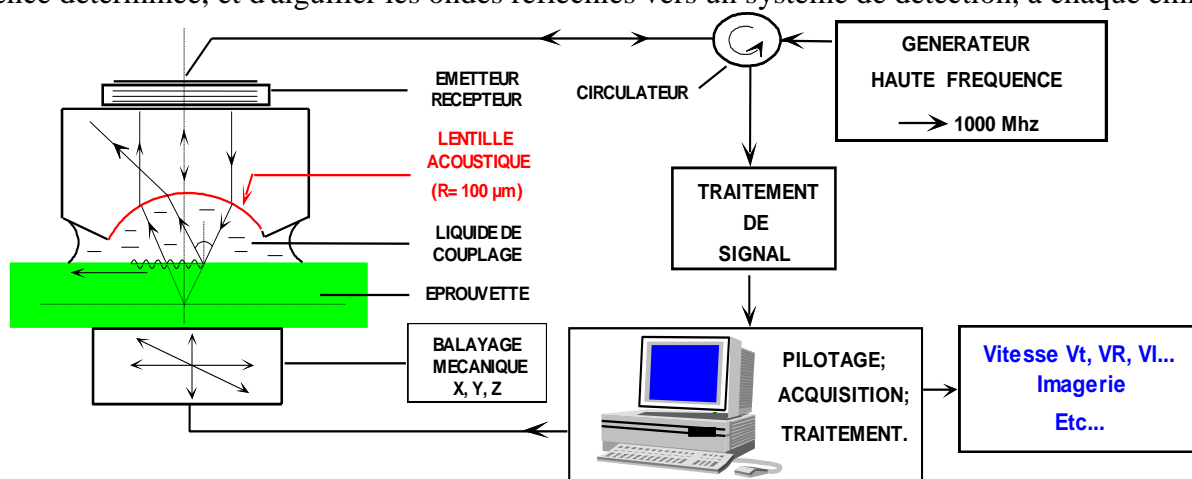 ence déterminée, et d'aiguiller les ondes réfléchies vers un système de détection, à chaque
EMETTEUR
RECEPTEUR
LENTILLE
ACOUSTIQUE
(R= 100 µm)
LIQUIDE DE
COUPLAGE
EPROUVETTE
BALAYAGE
MECANIQUE
X, Y, Z
CIRCULATEUR
GENERATEUR
HAUTE FREQUENCE
1000 Mhz
TRAITEMENT
DE
SIGNAL
PILOTAGE;
ACQUISITION;
TRAITEMENT.
Vitesse Vt, VR, Vl...
Imagerie
Etc...